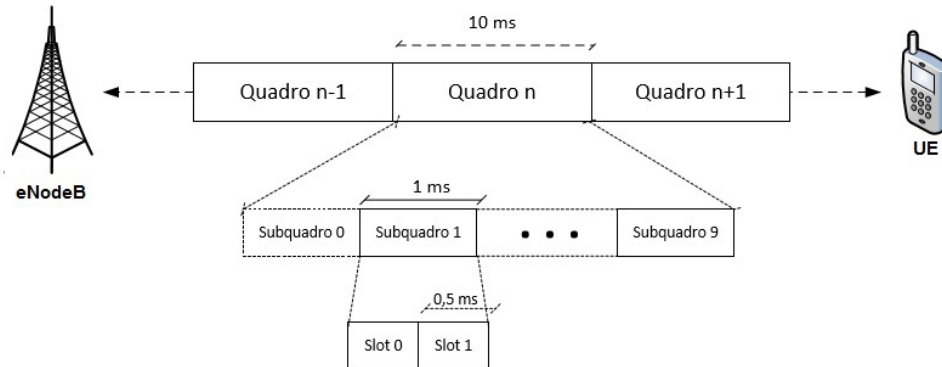 10 ms
Quadro n-1
Quadro n
Quadro n+1
eNodeB
UE
1 ms
Subquadro 0
Subquadro 1
Subquadro 9
0,5 ms
Slot 0
Slot 1